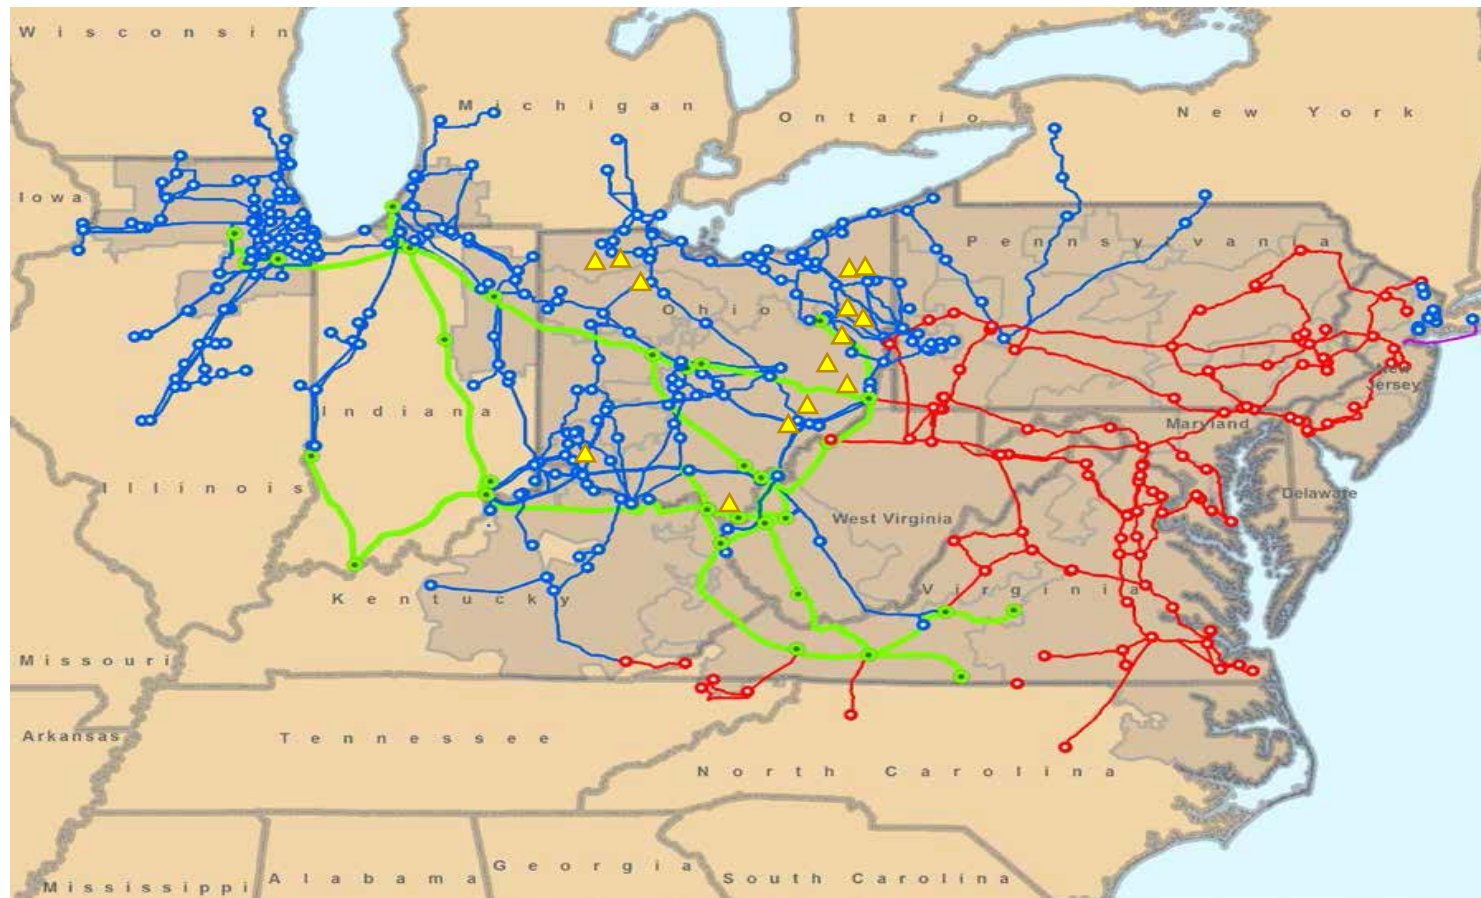 Wisconsin
Michigan
Ontario
New York
Iowa
Pennsylvania
Ohio
New
Jersey
Indiana
Maryland
Illinois
Delaware
West Virginia
Virginia
Kentucky
Missouri
Arkansas
Tennessee
North Carolina
Georgia
Alabama
South Carolina
Mississippi